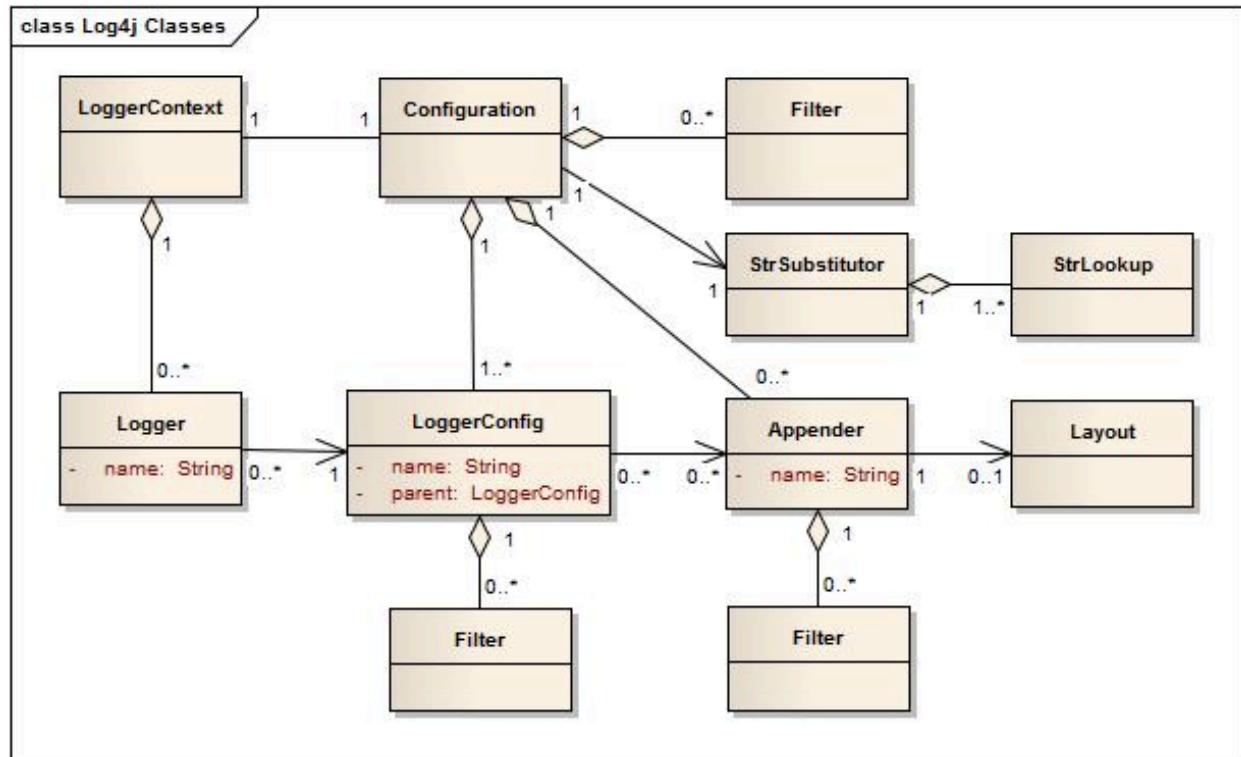 class Log4j Classes
LoggerContext
Configuration
Filter
1
1
1
0..*
1
1
1
1
1
StrSubstitutor
StrLookup
1
1..*
0..*
1..*
0..*
Logger
- name: String
LoggerConfig
- name: String
- parent: LoggerConfig
Appender
- name: String
Layout
0..*
1
0..*
0..*
1
0..1
1
1
0..*
0..*
Filter
Filter